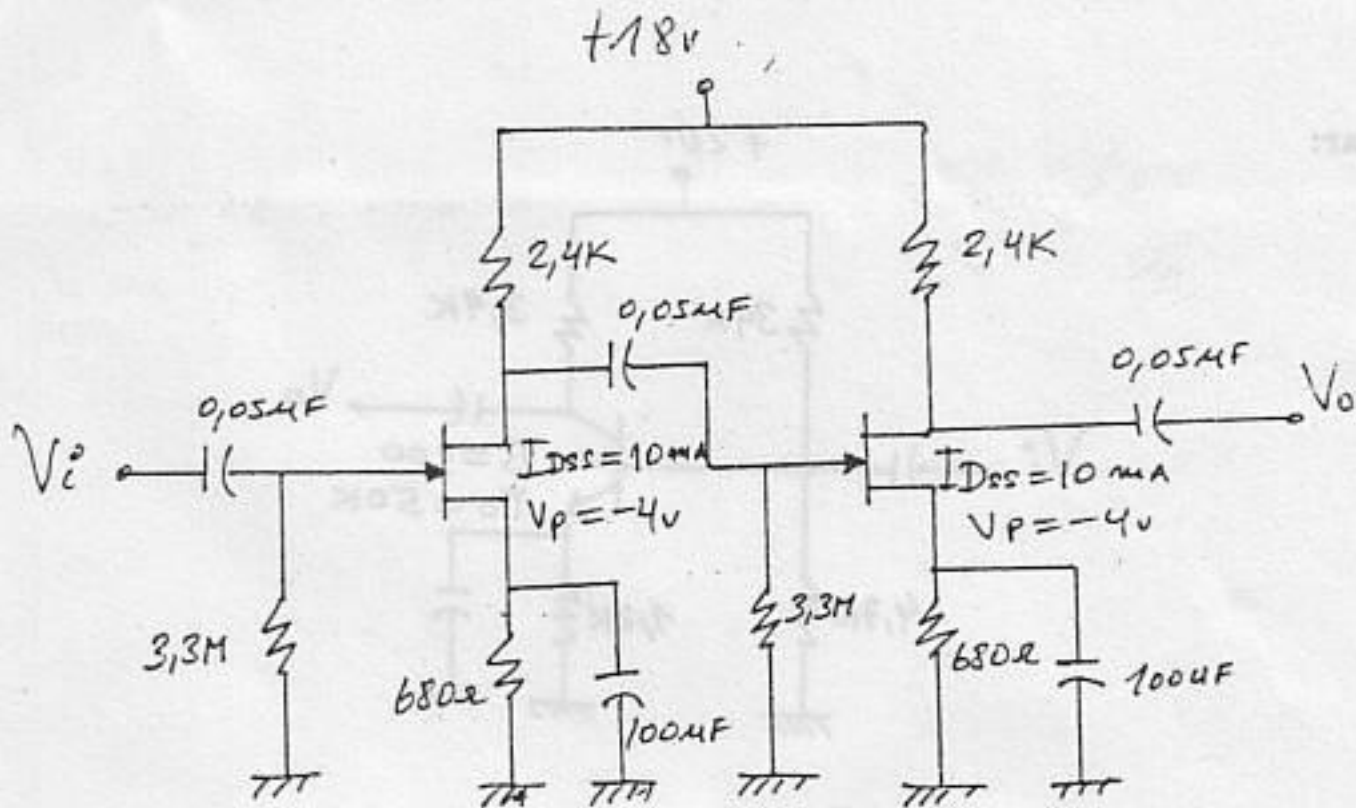 +18v
2,4K
2,4K
0,05µF
0,05µF
0,05µF
Vi
Vo
IDSS=10mA
VP=-4v
IDSS=10mA
VP=-4v
3,3M
680Ω
100µF
3,3M
680Ω
100µF